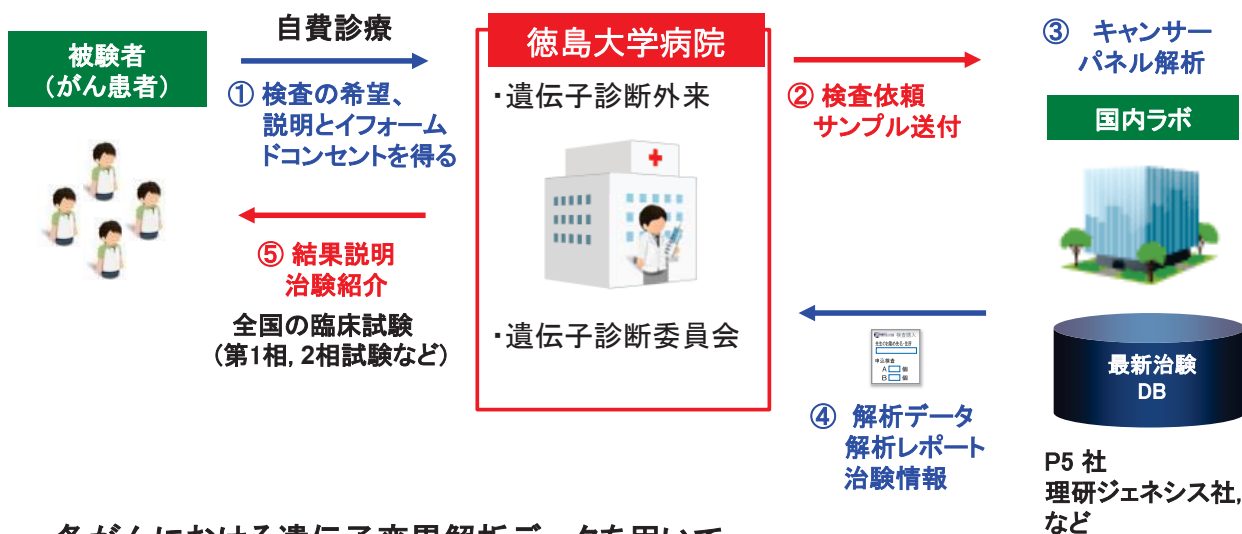 自費診療
被験者
（がん患者）
① 検査の希望、
説明とイフォーム
ドコンセントを得る
徳島大学病院
・遺伝子診断外来
・遺伝子診断委員会
② 検査依頼
サンプル送付
③ キャンサー
パネル解析
国内ラボ
最新治験
DB
P5 社
理研ジェネシス社,
など
④ 解析データ
解析レポート
治験情報
⑤ 結果説明
治験紹介
全国の臨床試験
（第1相, 2相試験など）
申込検査
A 個
B 個